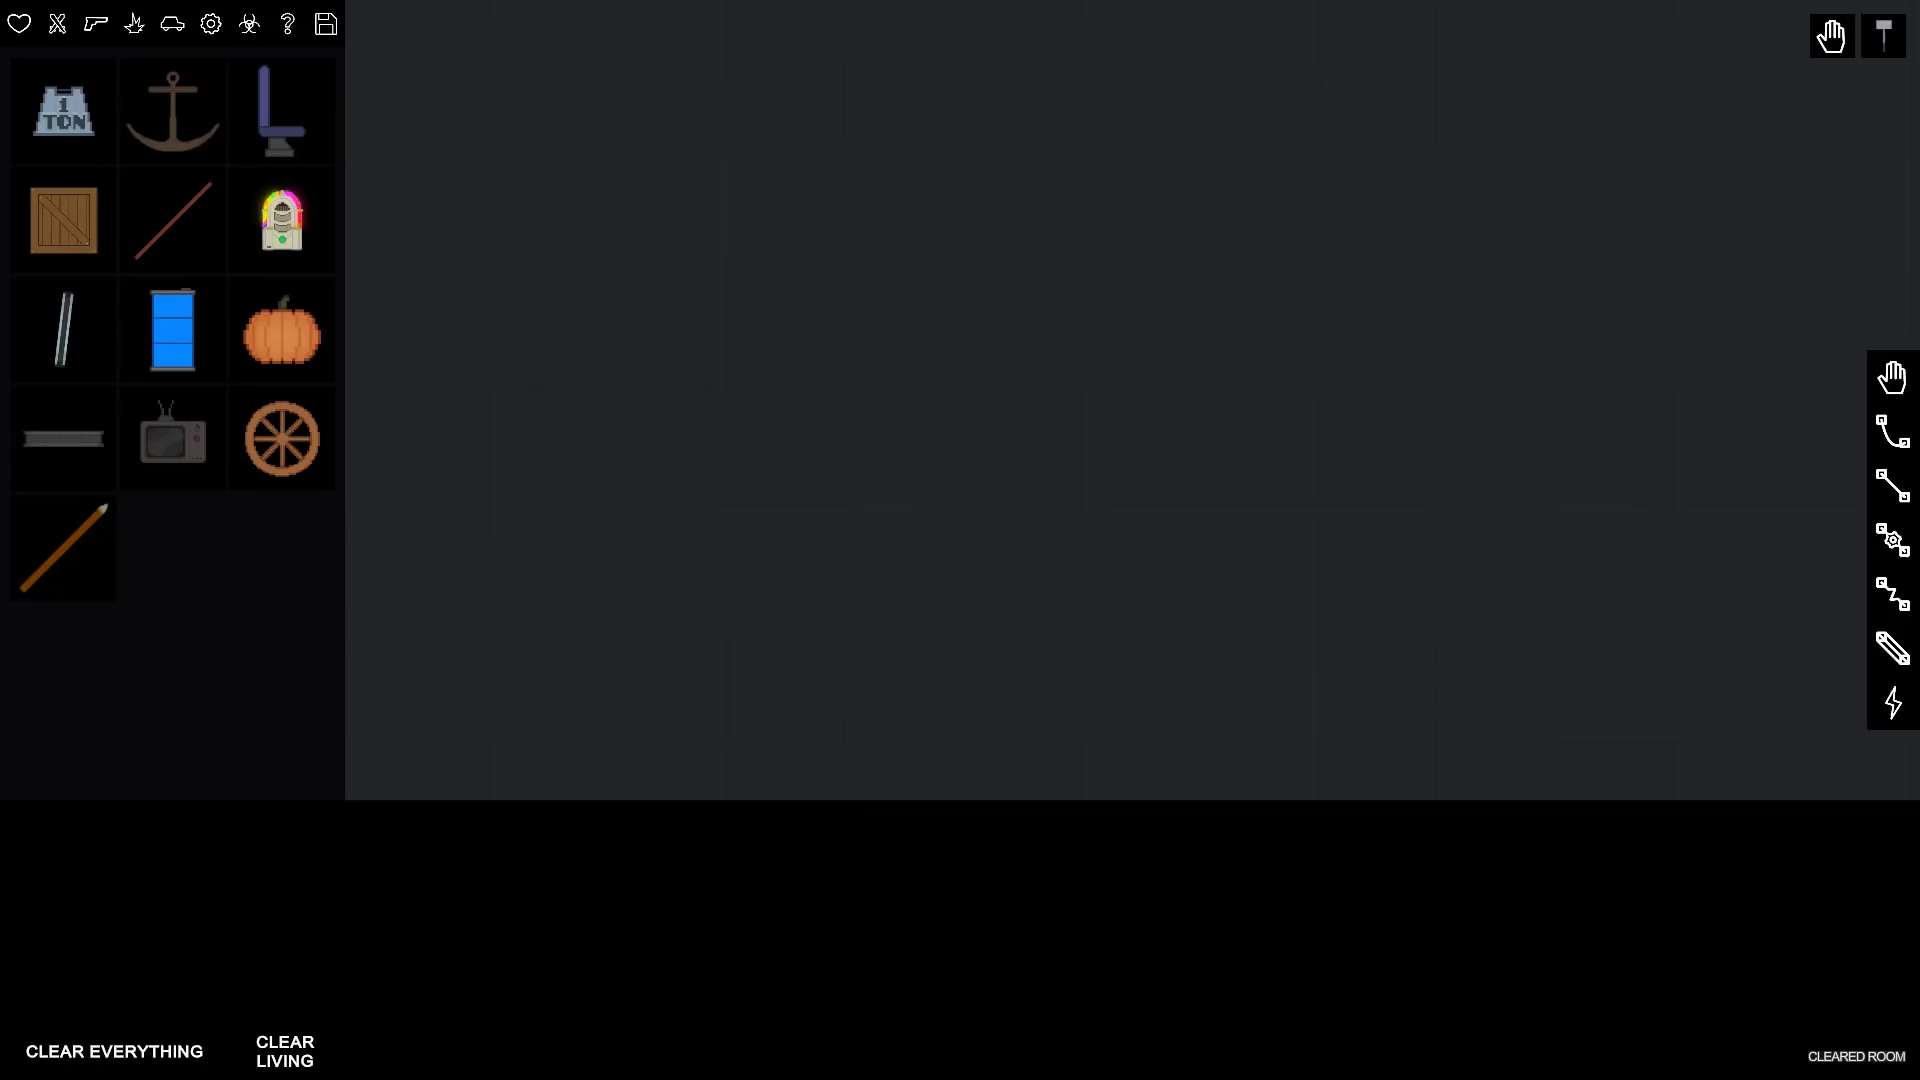 1
TON
CLEAR EVERYTHING
CLEAR
LIVING
CLEARED ROOM